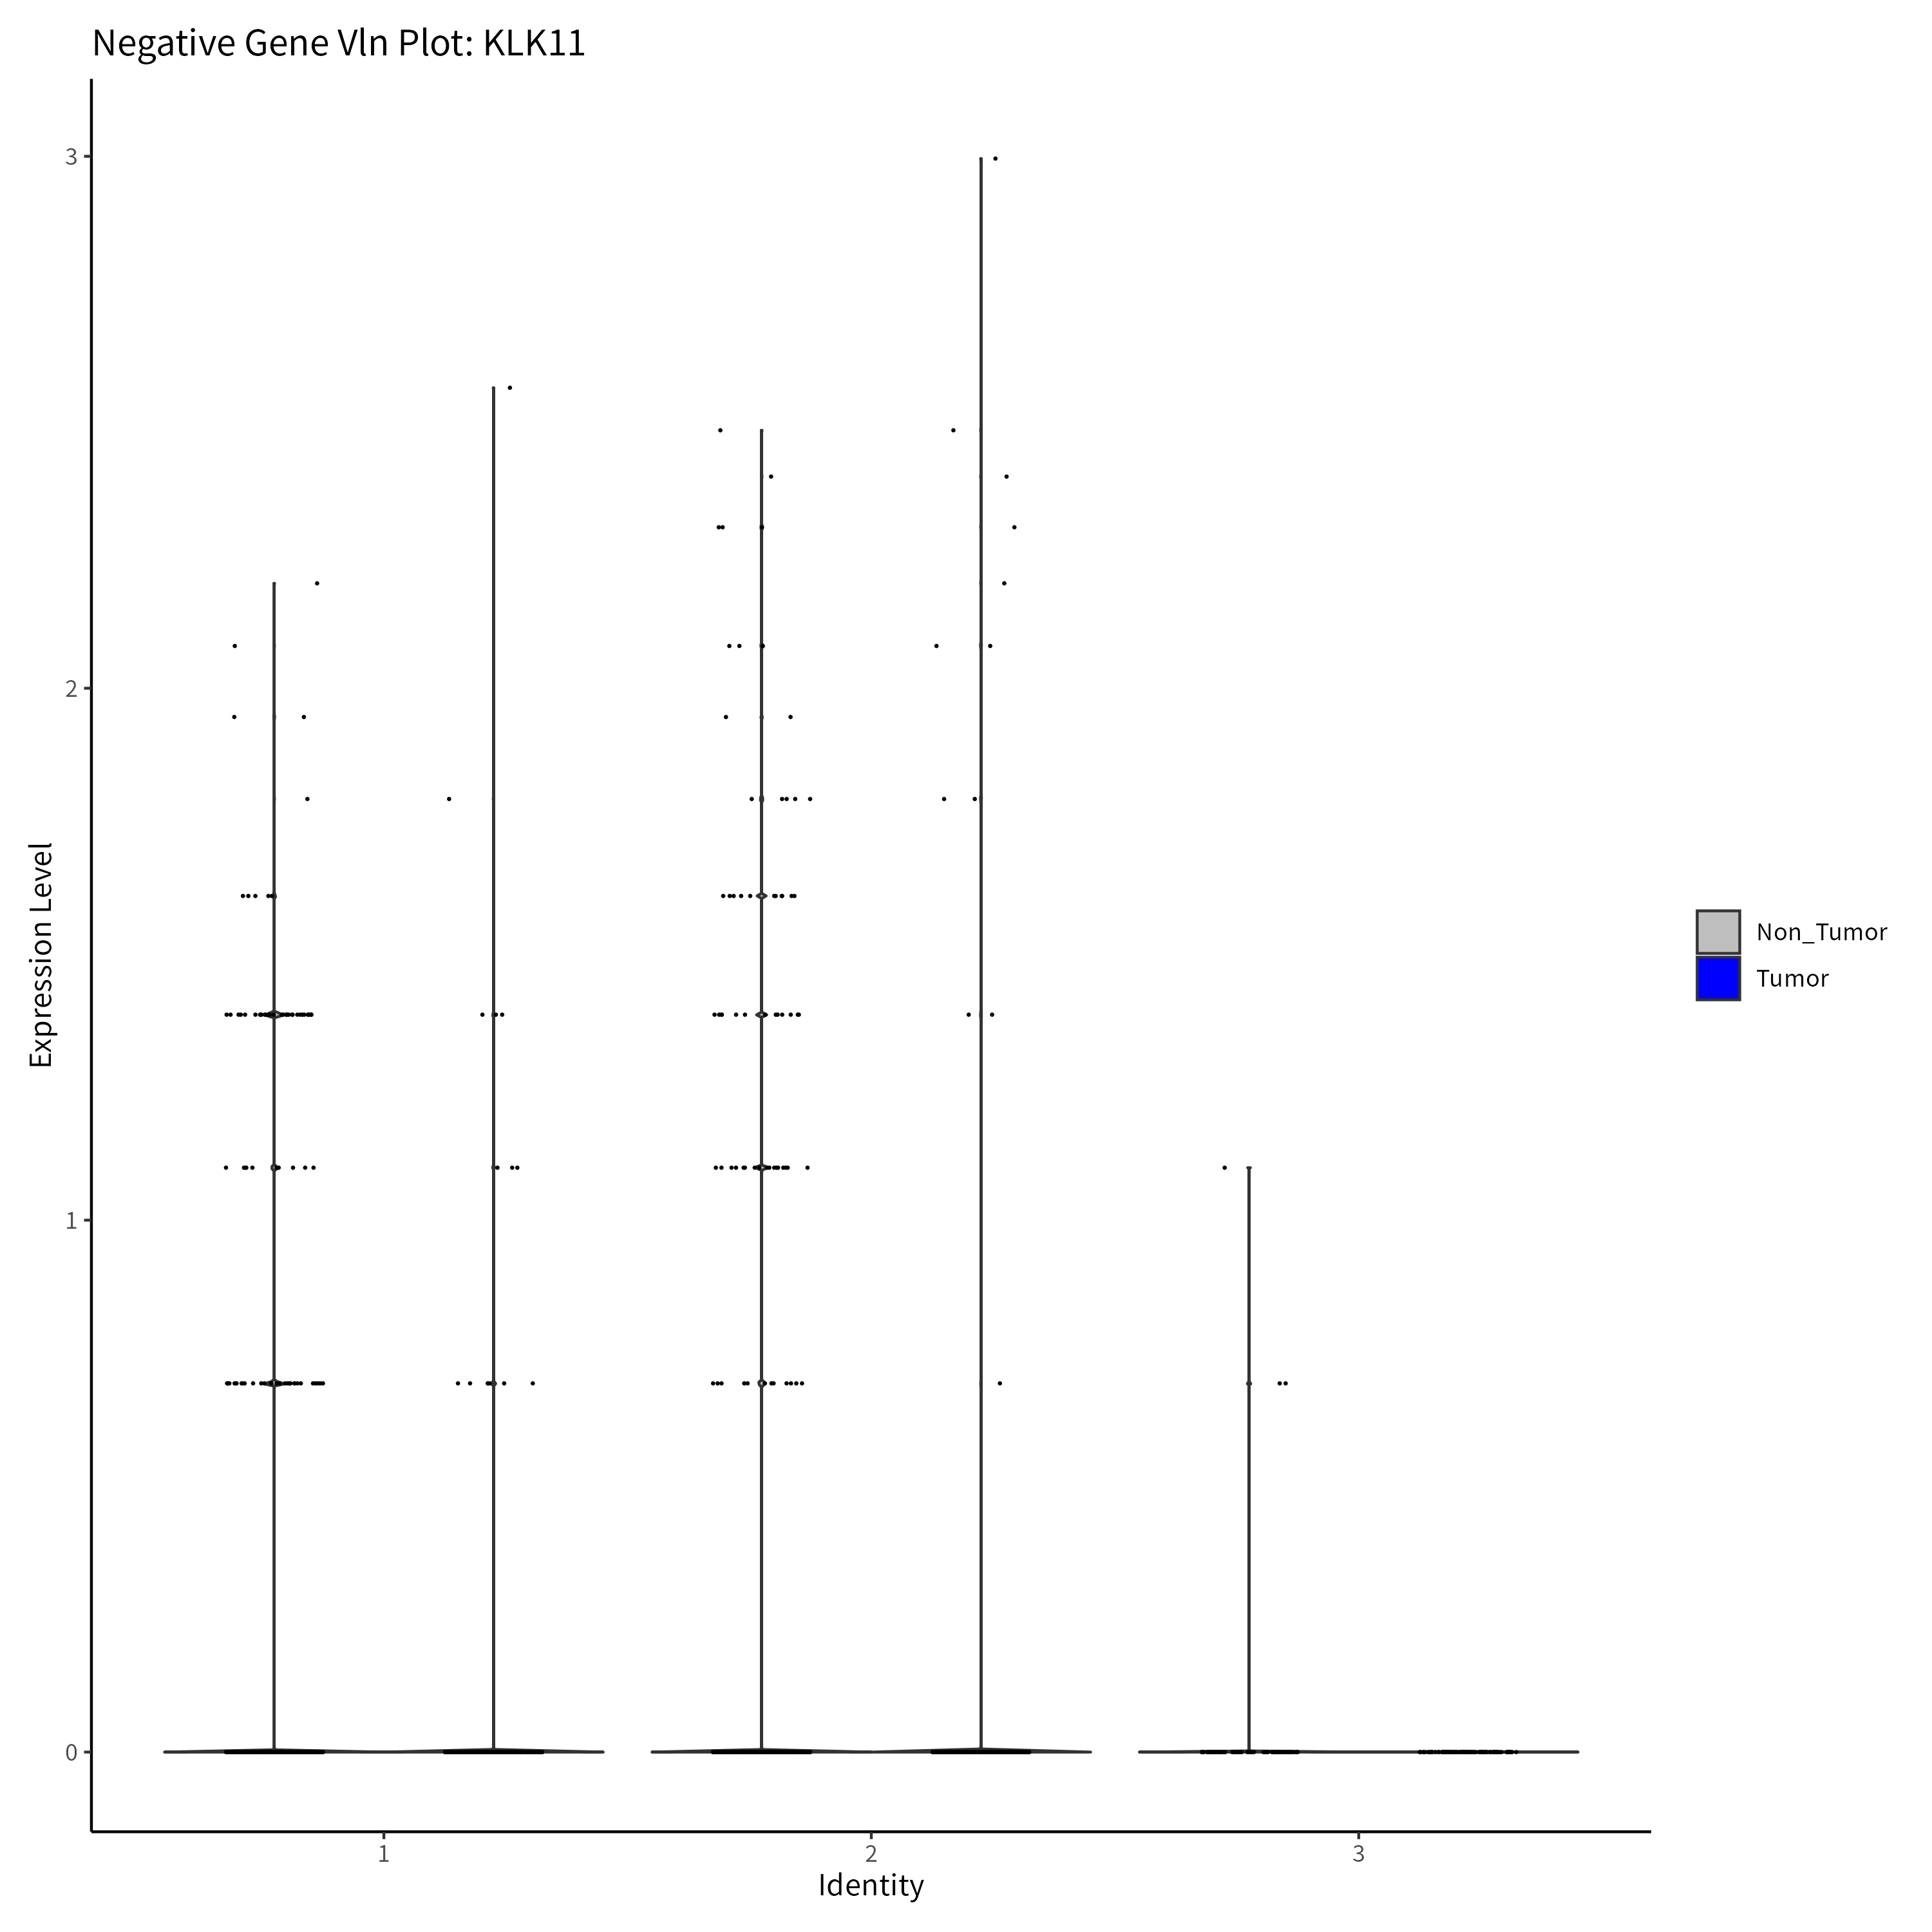 Negative Gene Vln Plot: KLK11
3
2
1
0
Expression Level
1
2
3
Identity
Non_Tumor
Tumor